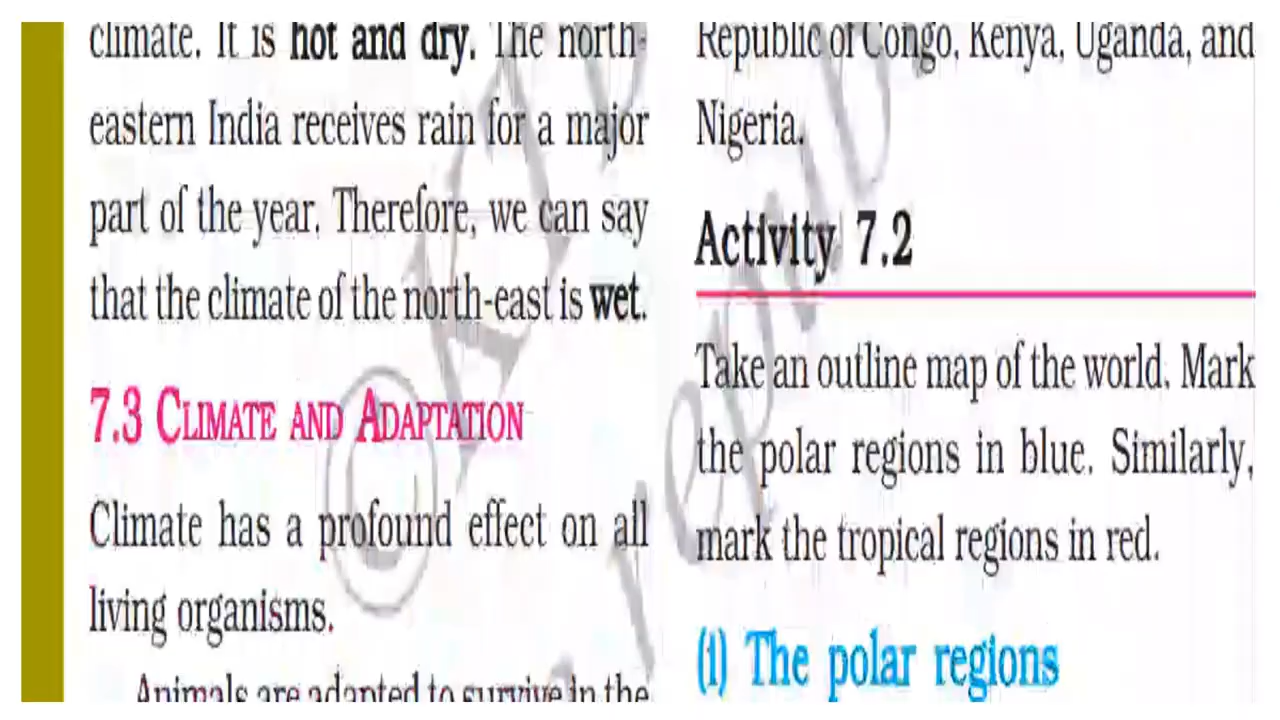 climate. It is hot and dry. The north-
eastern India receives rain for a major
part of the year. Therefore, we can say
that the climate of the north-east is wet.
7.3 CLIMATE AND ADAPTATION
Climate has a profound effect on all
living organisms.
Animals are adapted to survive in the
Republic of Congo, Kenya, Uganda, and
Nigeria.
Activity 7.2
Take an outline map of the world. Mark
the polar regions in blue. Similarly,
mark the tropical regions in red.
(i) The polar regions